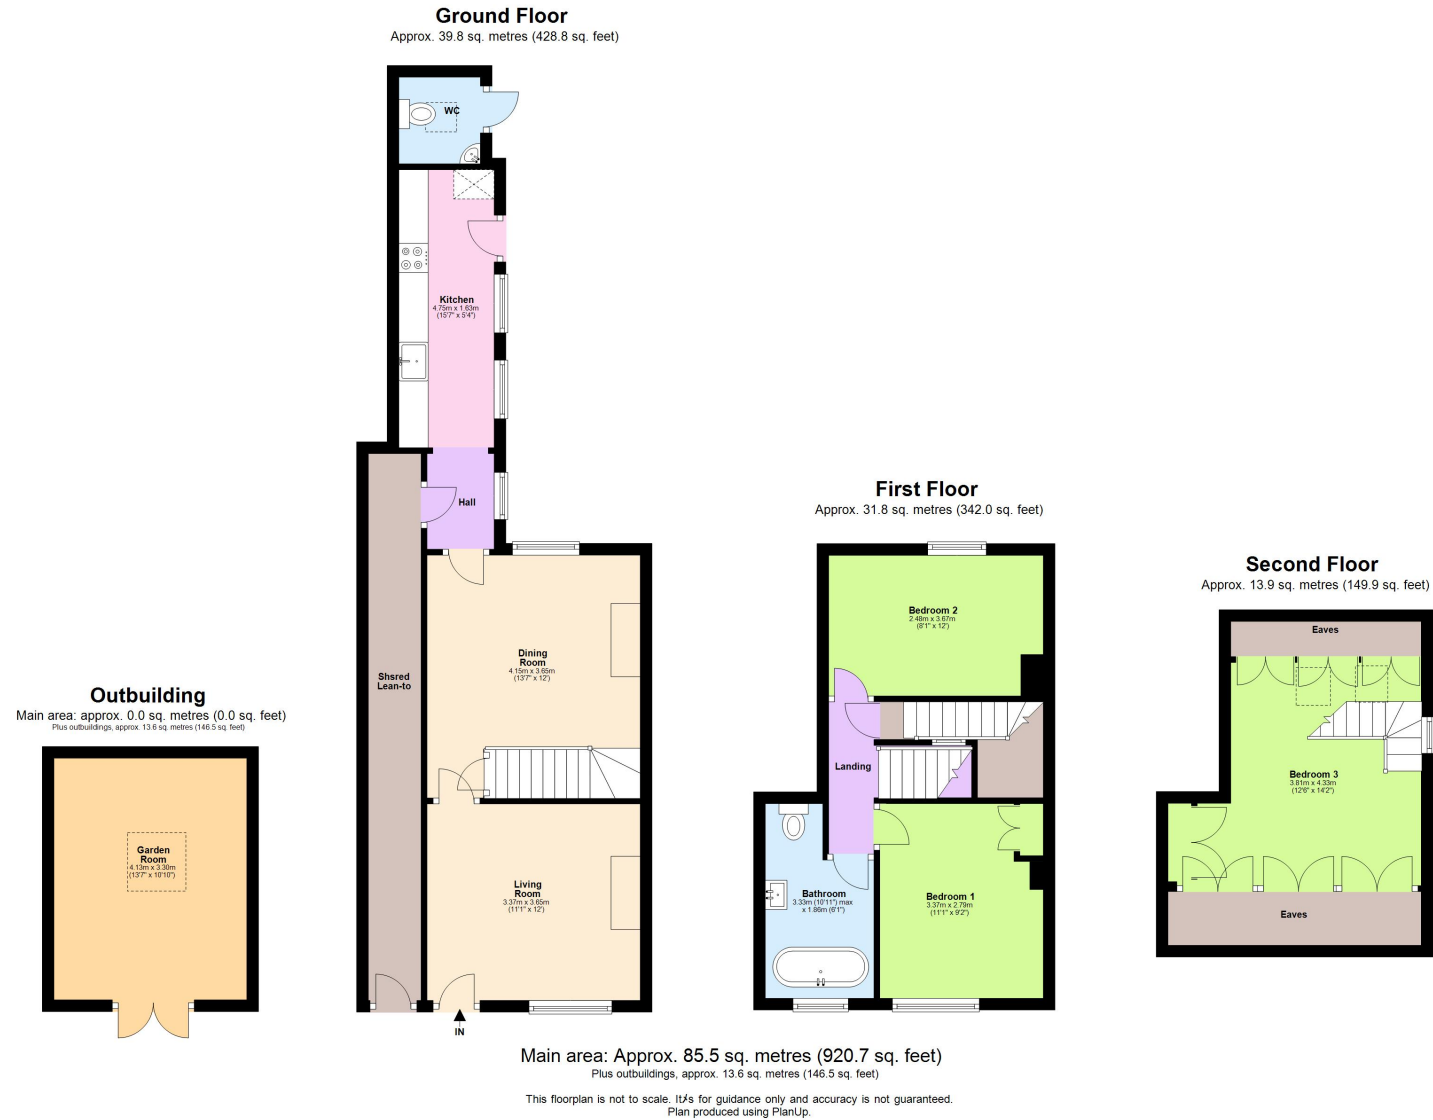 Ground Floor
Approx. 39.8 sq. metres (428.8 sq. feet)
WC
Kitchen
4.75m x 1.63m
(15'7" x 5'4")
Hall
Dining
Room
4.15m x 3.65m
(13'7" x 12')
Shsred
Lean-to
Living
Room
3.37m x 3.65m
(11'1" x 12')
IN
Outbuilding
Main area: approx. 0.0 sq. metres (0.0 sq. feet)
Plus outbuildings, approx. 13.6 sq. metres (146.5 sq. feet)
Garden
Room
4.13m x 3.30m
(13'7" x 10'10")
First Floor
Approx. 31.8 sq. metres (342.0 sq. feet)
Bedroom 2
2.48m x 3.67m
(8'1" x 12')
Landing
Bathroom
3.33m (10'11") max
x 1.86m (6'1")
Bedroom 1
3.37m x 2.79m
(11'1" x 9'2")
Second Floor
Approx. 13.9 sq. metres (149.9 sq. feet)
Eaves
Bedroom 3
3.81m x 4.33m
(12'6" x 14'2")
Eaves
Main area: Approx. 85.5 sq. metres (920.7 sq. feet)
Plus outbuildings, approx. 13.6 sq. metres (146.5 sq. feet)
This floorplan is not to scale. It's for guidance only and accuracy is not guaranteed.
Plan produced using PlanUp.